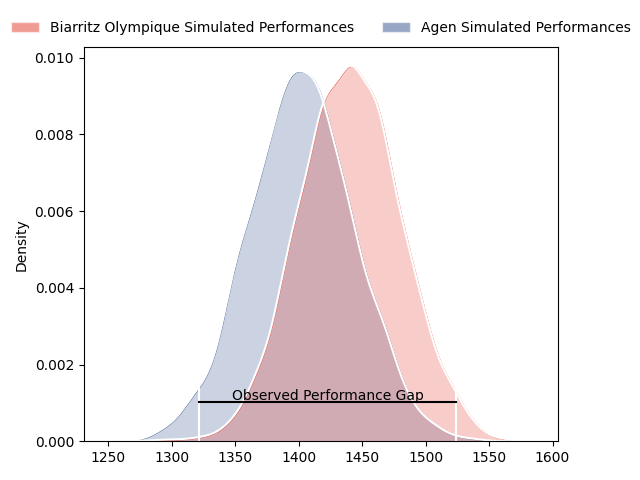 Biarritz Olympique Simulated Performances Agen Simulated Performances
0.010
0.008
0.006
0.004
0.002
0.000
Density
Observed Performance Gap
1250 1300 1350 1400 1450 1500 1550 1600